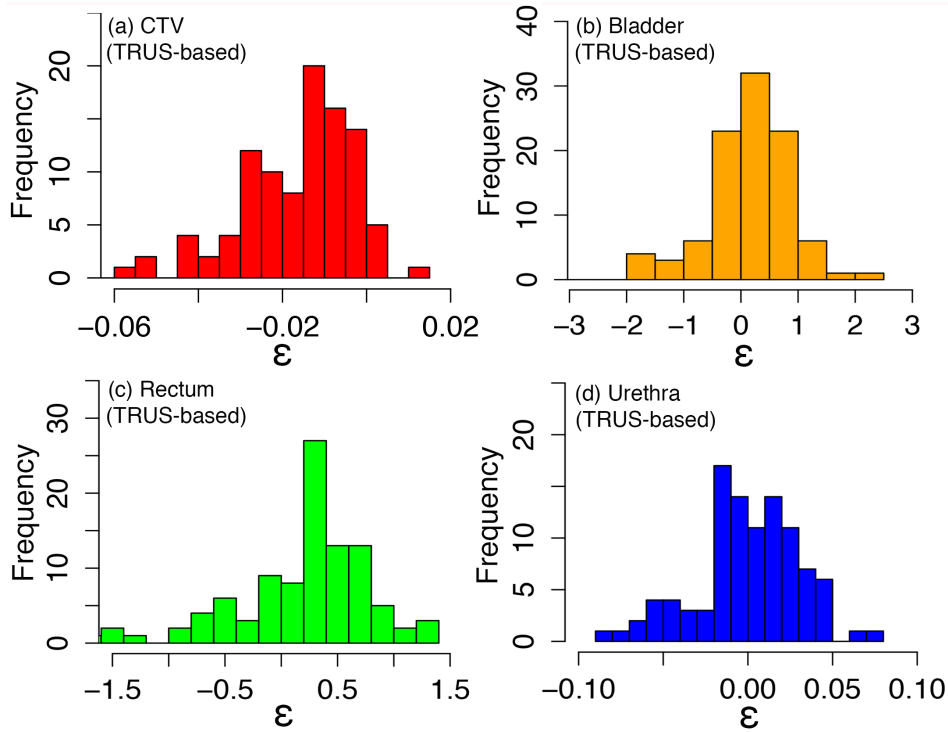 (a) CTV
(TRUS-based)
Frequency
0 5 10 20
−0.06 −0.02 0.02
ε
(b) Bladder
(TRUS-based)
Frequency
0 10 20 30 40
−3 −2 −1 0 1 2 3
ε
(c) Rectum
(TRUS-based)
Frequency
0 10 20 30
−1.5 −0.5 0.5 1.5
ε
(d) Urethra
(TRUS-based)
Frequency
0 5 10 20
−0.10 0.00 0.05 0.10
ε